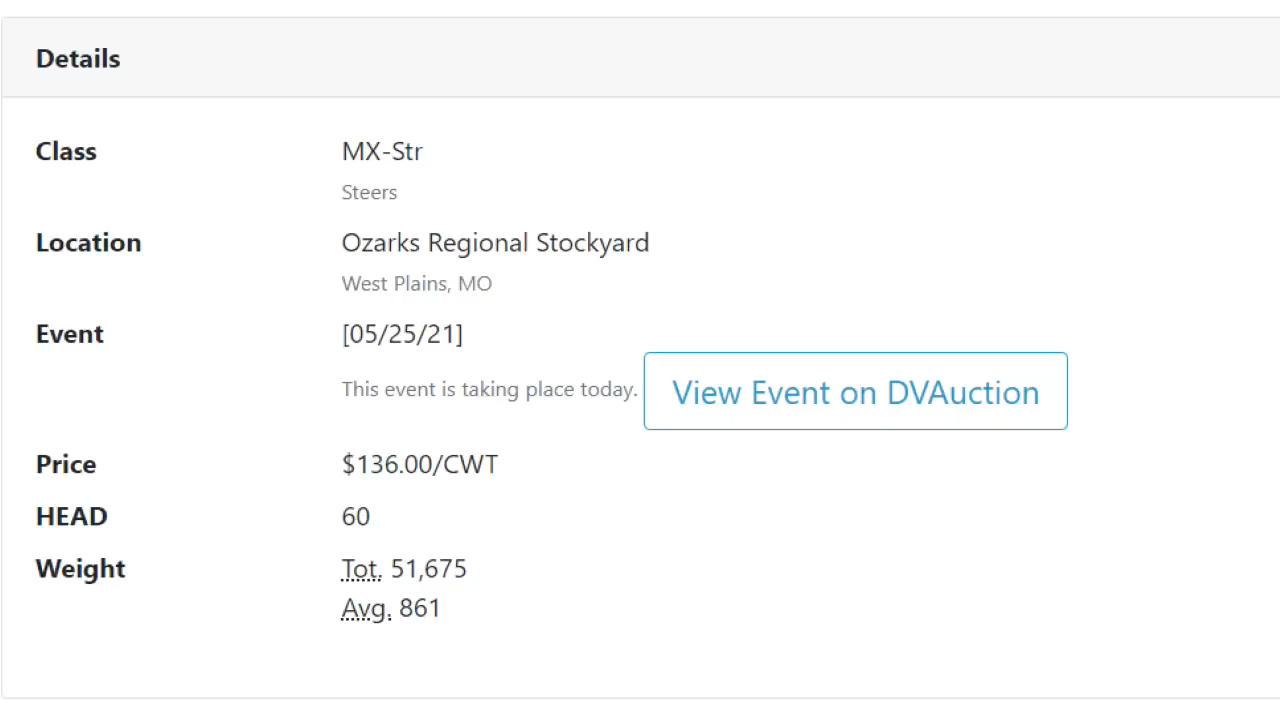 Details
Class MX-Str
Steers
Location Ozarks Regional Stockyard
West Plains, MO
Event [05/25/21]
This event is taking place today. View Event on DVAuction
Price $136.00/CWT
HEAD 60
Weight Tot. 51,675
Avg. 861